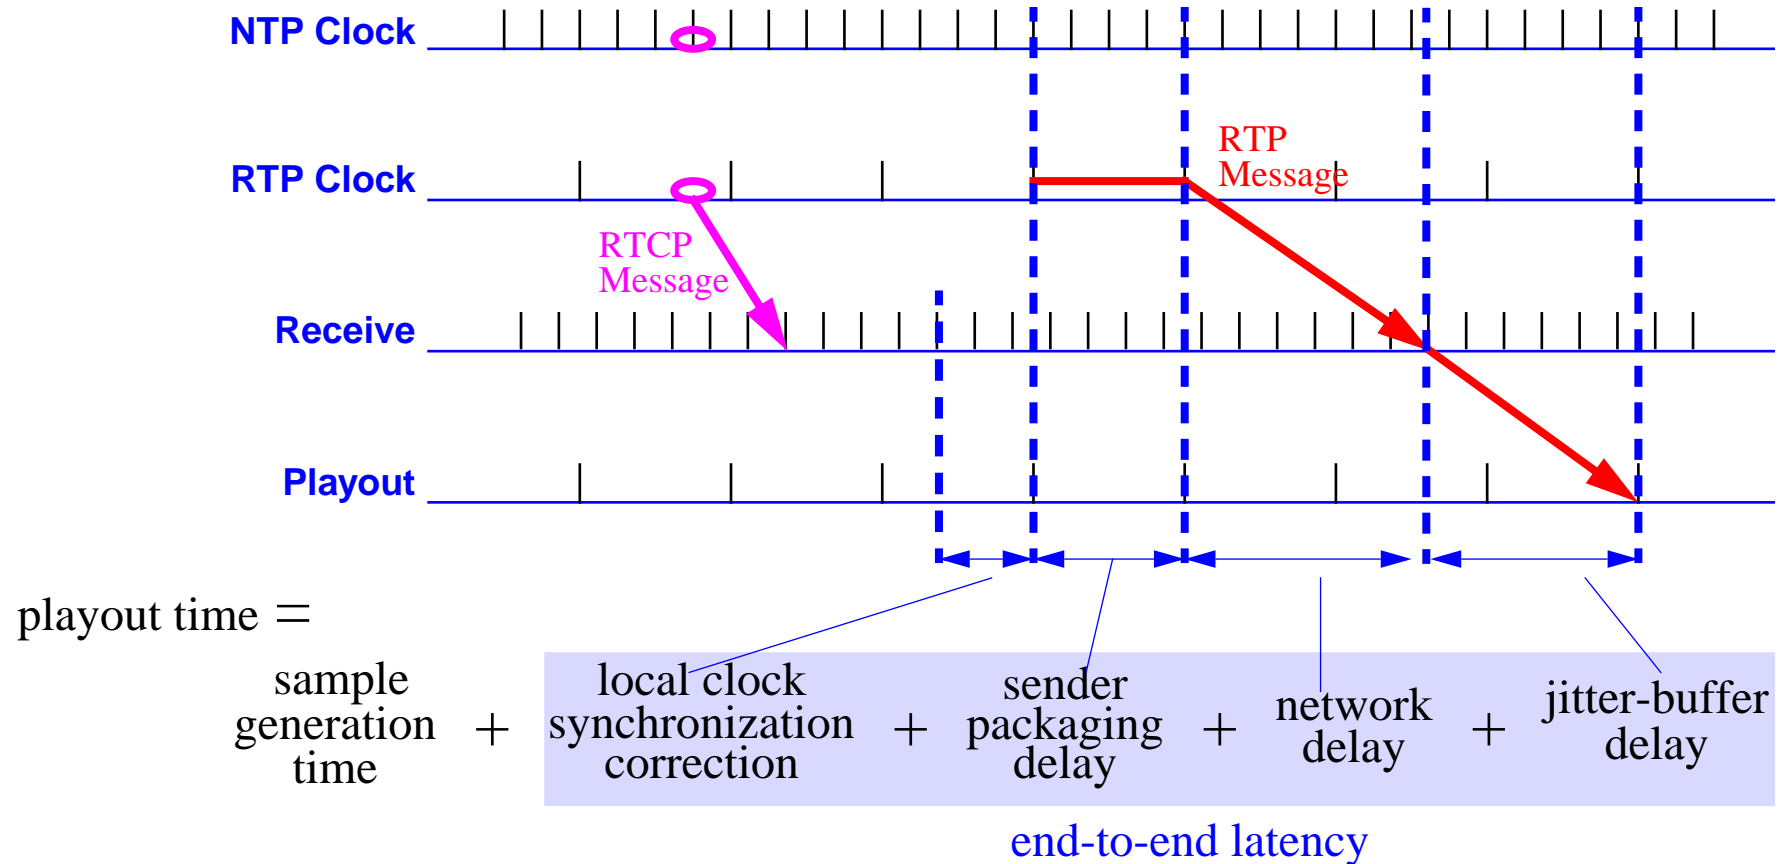 NTP Clock
RTP Clock
RTP
Message
RTCP
Message
Receive
Playout
playout time =
sample
generation
time
+
local clock
synchronization
correction
+
sender
packaging
delay
+
network
delay
+
jitter-buffer
delay
end-to-end latency